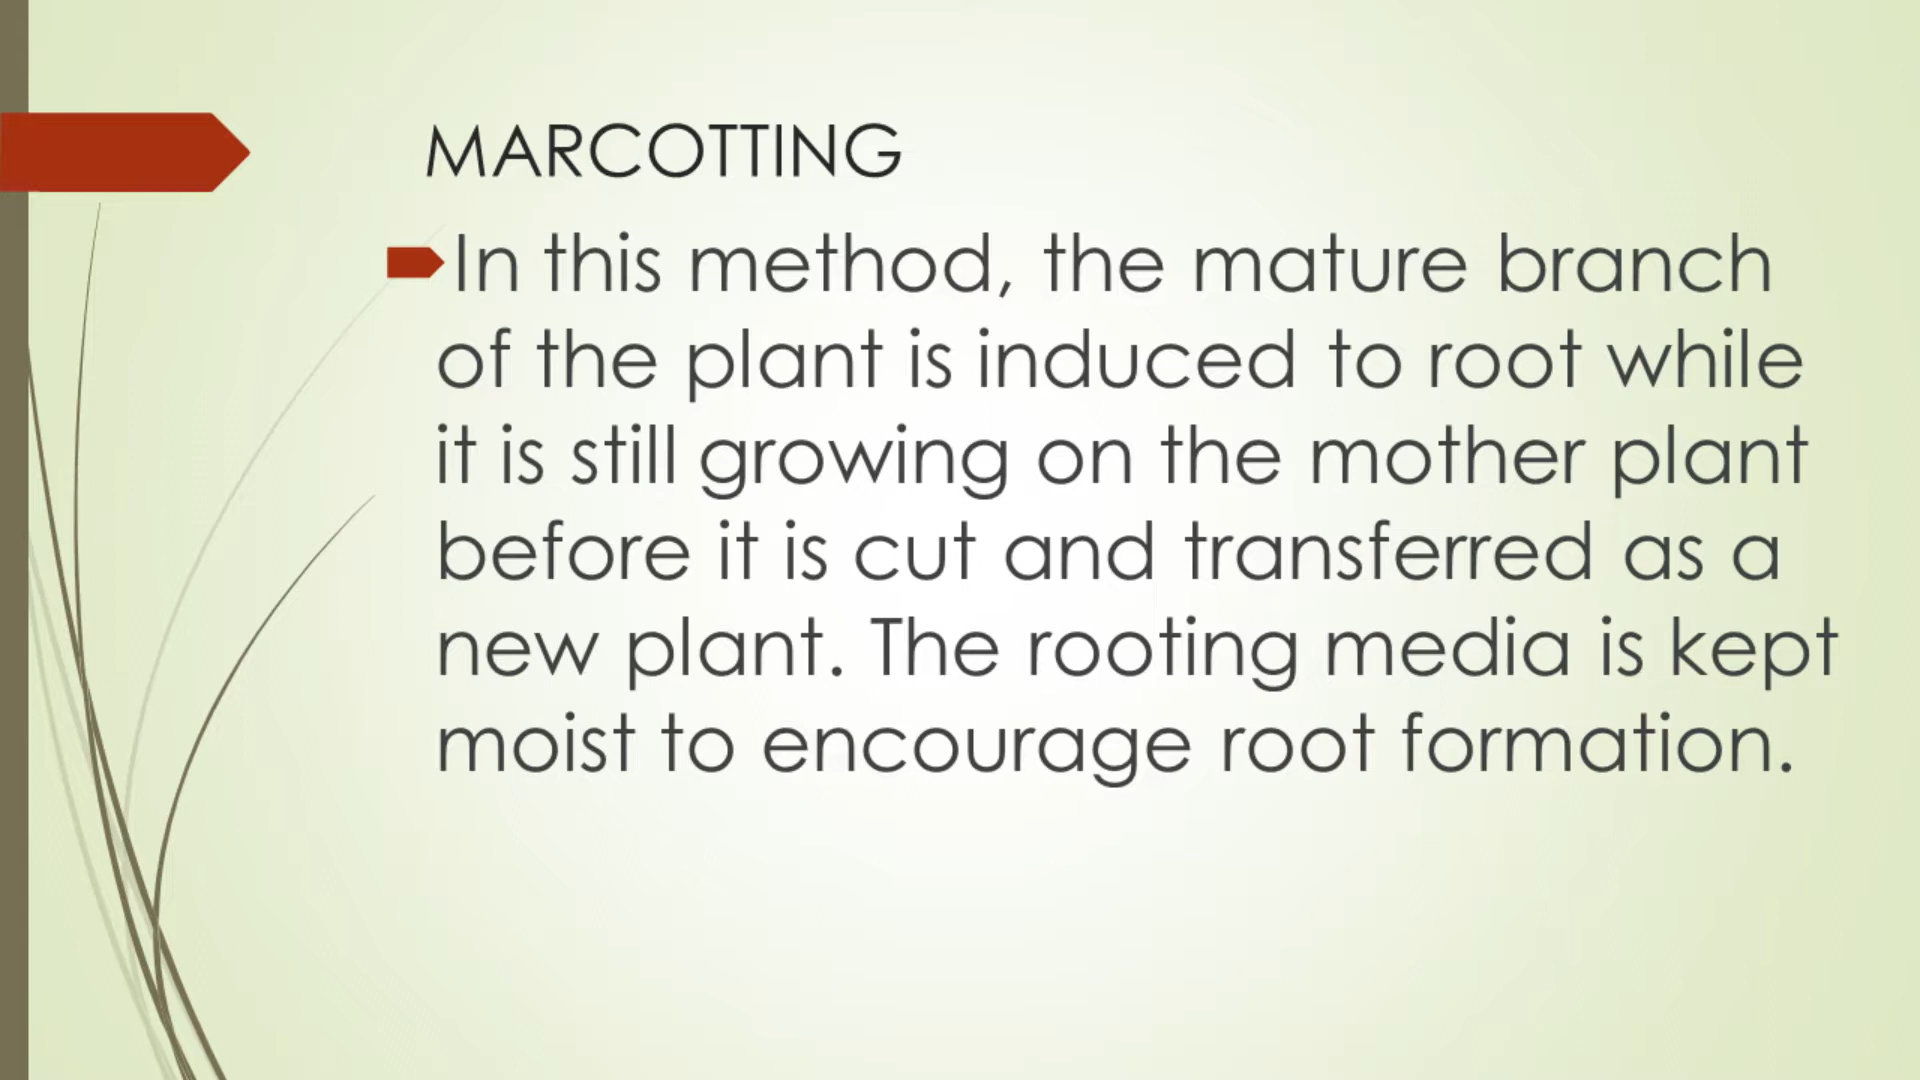 MARCOTTING
In this method, the mature branch
of the plant is induced to root while
it is still growing on the mother plant
before it is cut and transferred as a
new plant. The rooting media is kept
moist to encourage root formation.